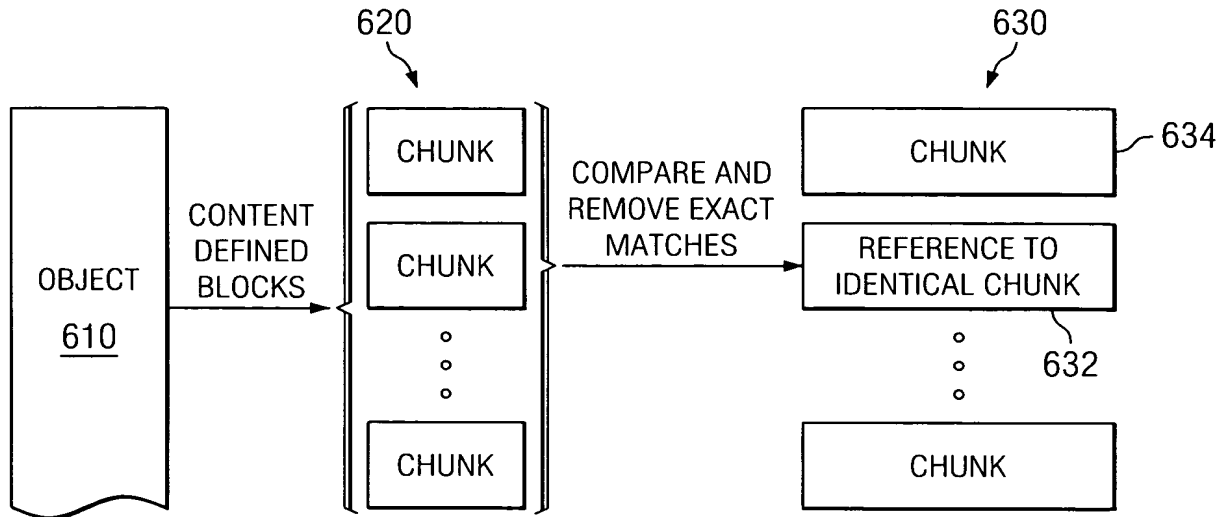 620
630
OBJECT
610
CONTENT
DEFINED
BLOCKS
CHUNK
CHUNK
CHUNK
COMPARE AND
REMOVE EXACT
MATCHES
CHUNK
634
REFERENCE TO
IDENTICAL CHUNK
632
CHUNK